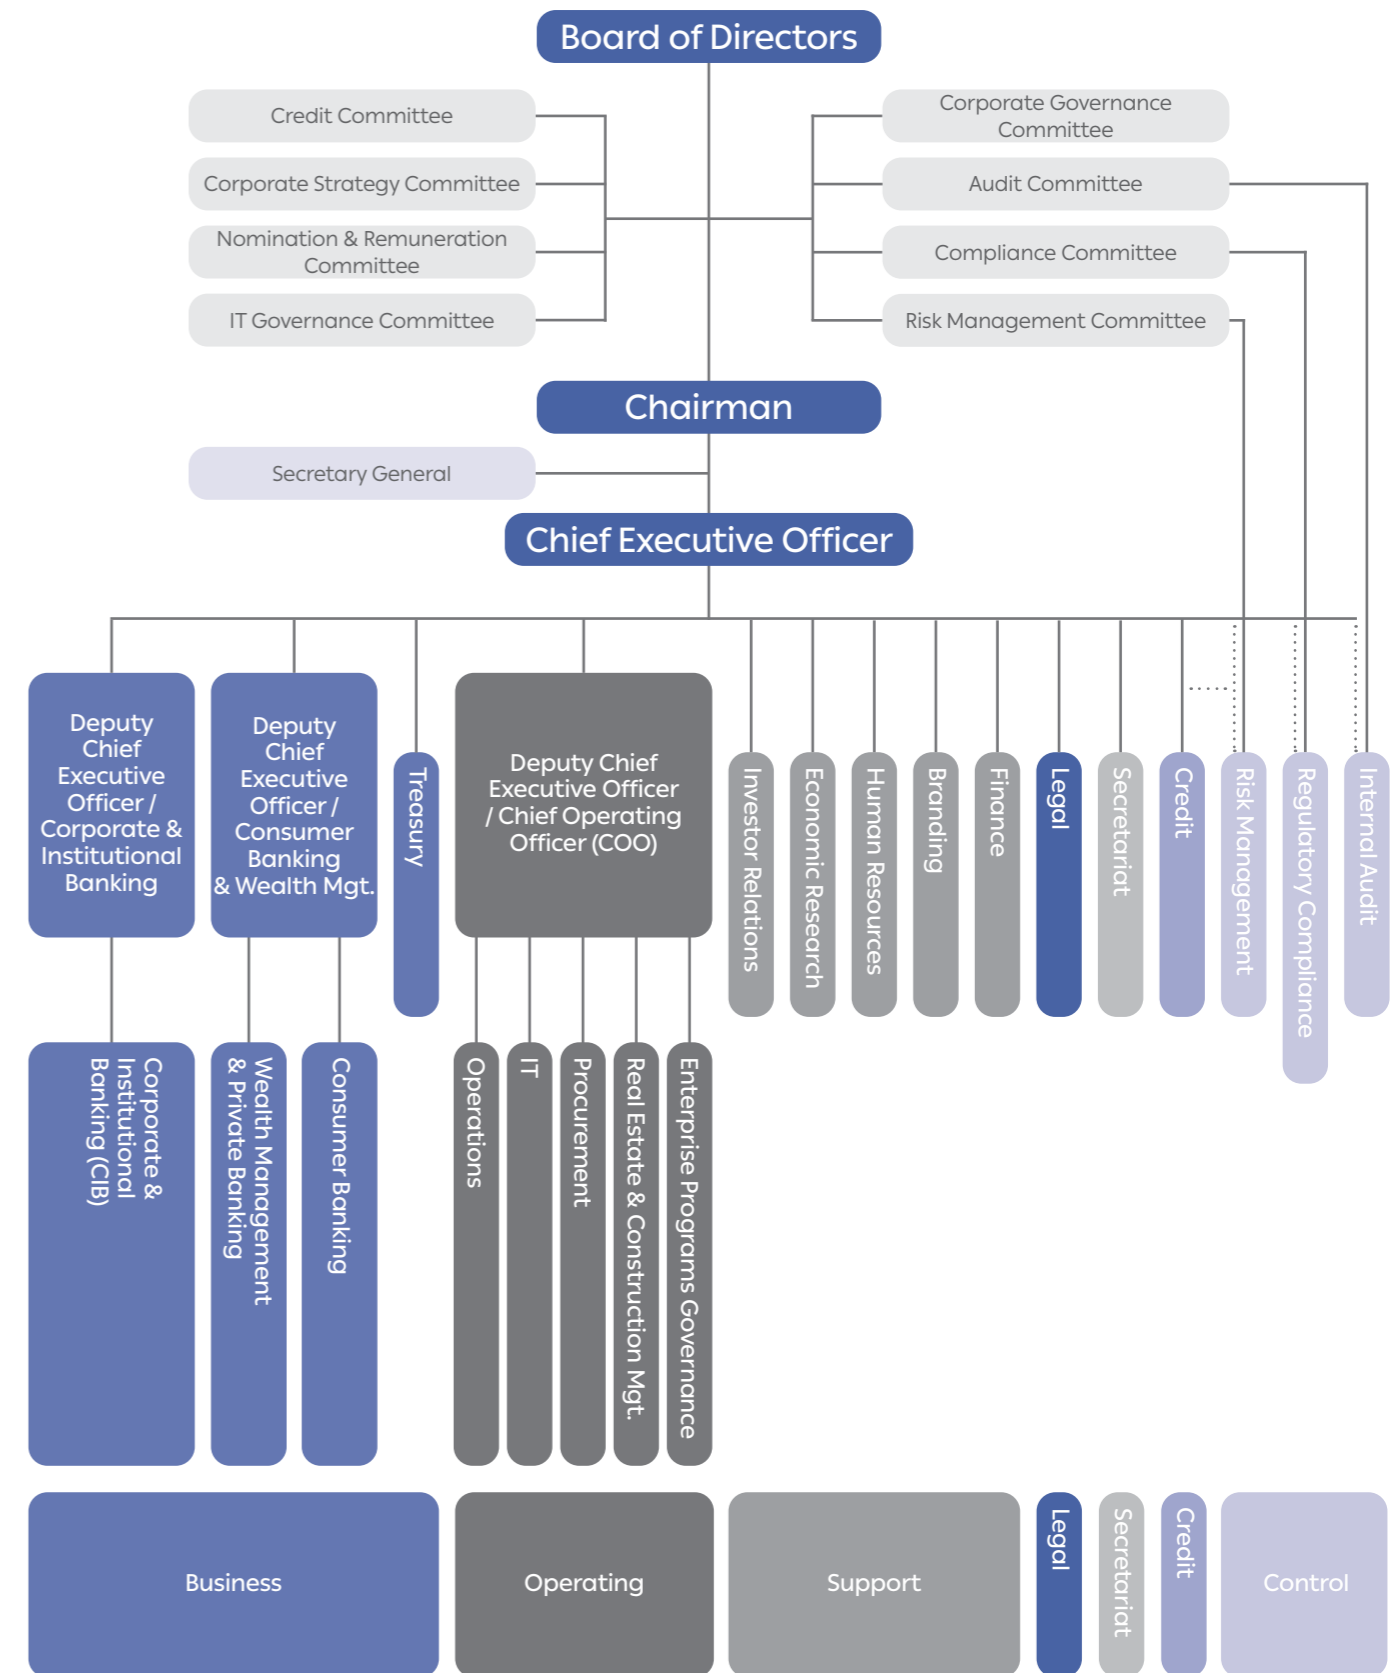 Board of Directors
Credit Committee
Corporate Strategy Committee
Nomination & Remuneration
Committee
IT Governance Committee
Corporate Governance
Committee
Audit Committee
Compliance Committee
Risk Management Committee
Chairman
Secretary General
Chief Executive Officer
Deputy
Chief
Executive
Officer /
Corporate &
Institutional
Banking
Deputy
Chief
Executive
Officer /
Consumer
Banking
& Wealth Mgt.
Treasury
Deputy Chief
Executive Officer
/ Chief Operating
Officer (COO)
Investor Relations
Economic Research
Human Resources
Branding
Finance
Legal
Secretariat
Credit
Risk Management
Regulatory Compliance
Internal Audit
Corporate &
Institutional
Banking (CIB)
Wealth Management
& Private Banking
Consumer Banking
Operations
IT
Procurement
Real Estate & Construction Mgt.
Enterprise Programs Governance
Business
Operating
Support
Legal
Secretariat
Credit
Control